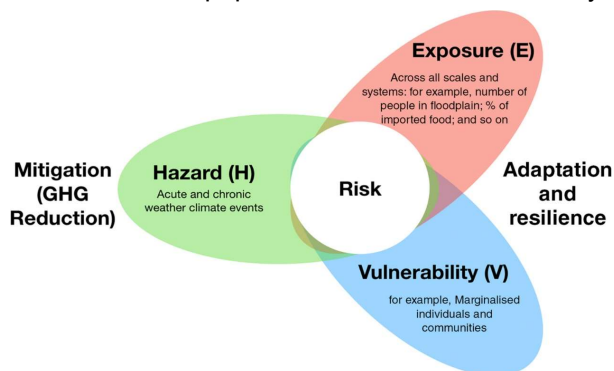 Exposure (E)
Across all scales and
systems: for example, number of
people in floodplain; % of
imported food; and so on
Mitigation
(GHG
Reduction)
Hazard (H)
Acute and chronic
weather climate events
Risk
Adaptation
and
resilience
Vulnerability (V)
for example, Marginalised
individuals and
communities